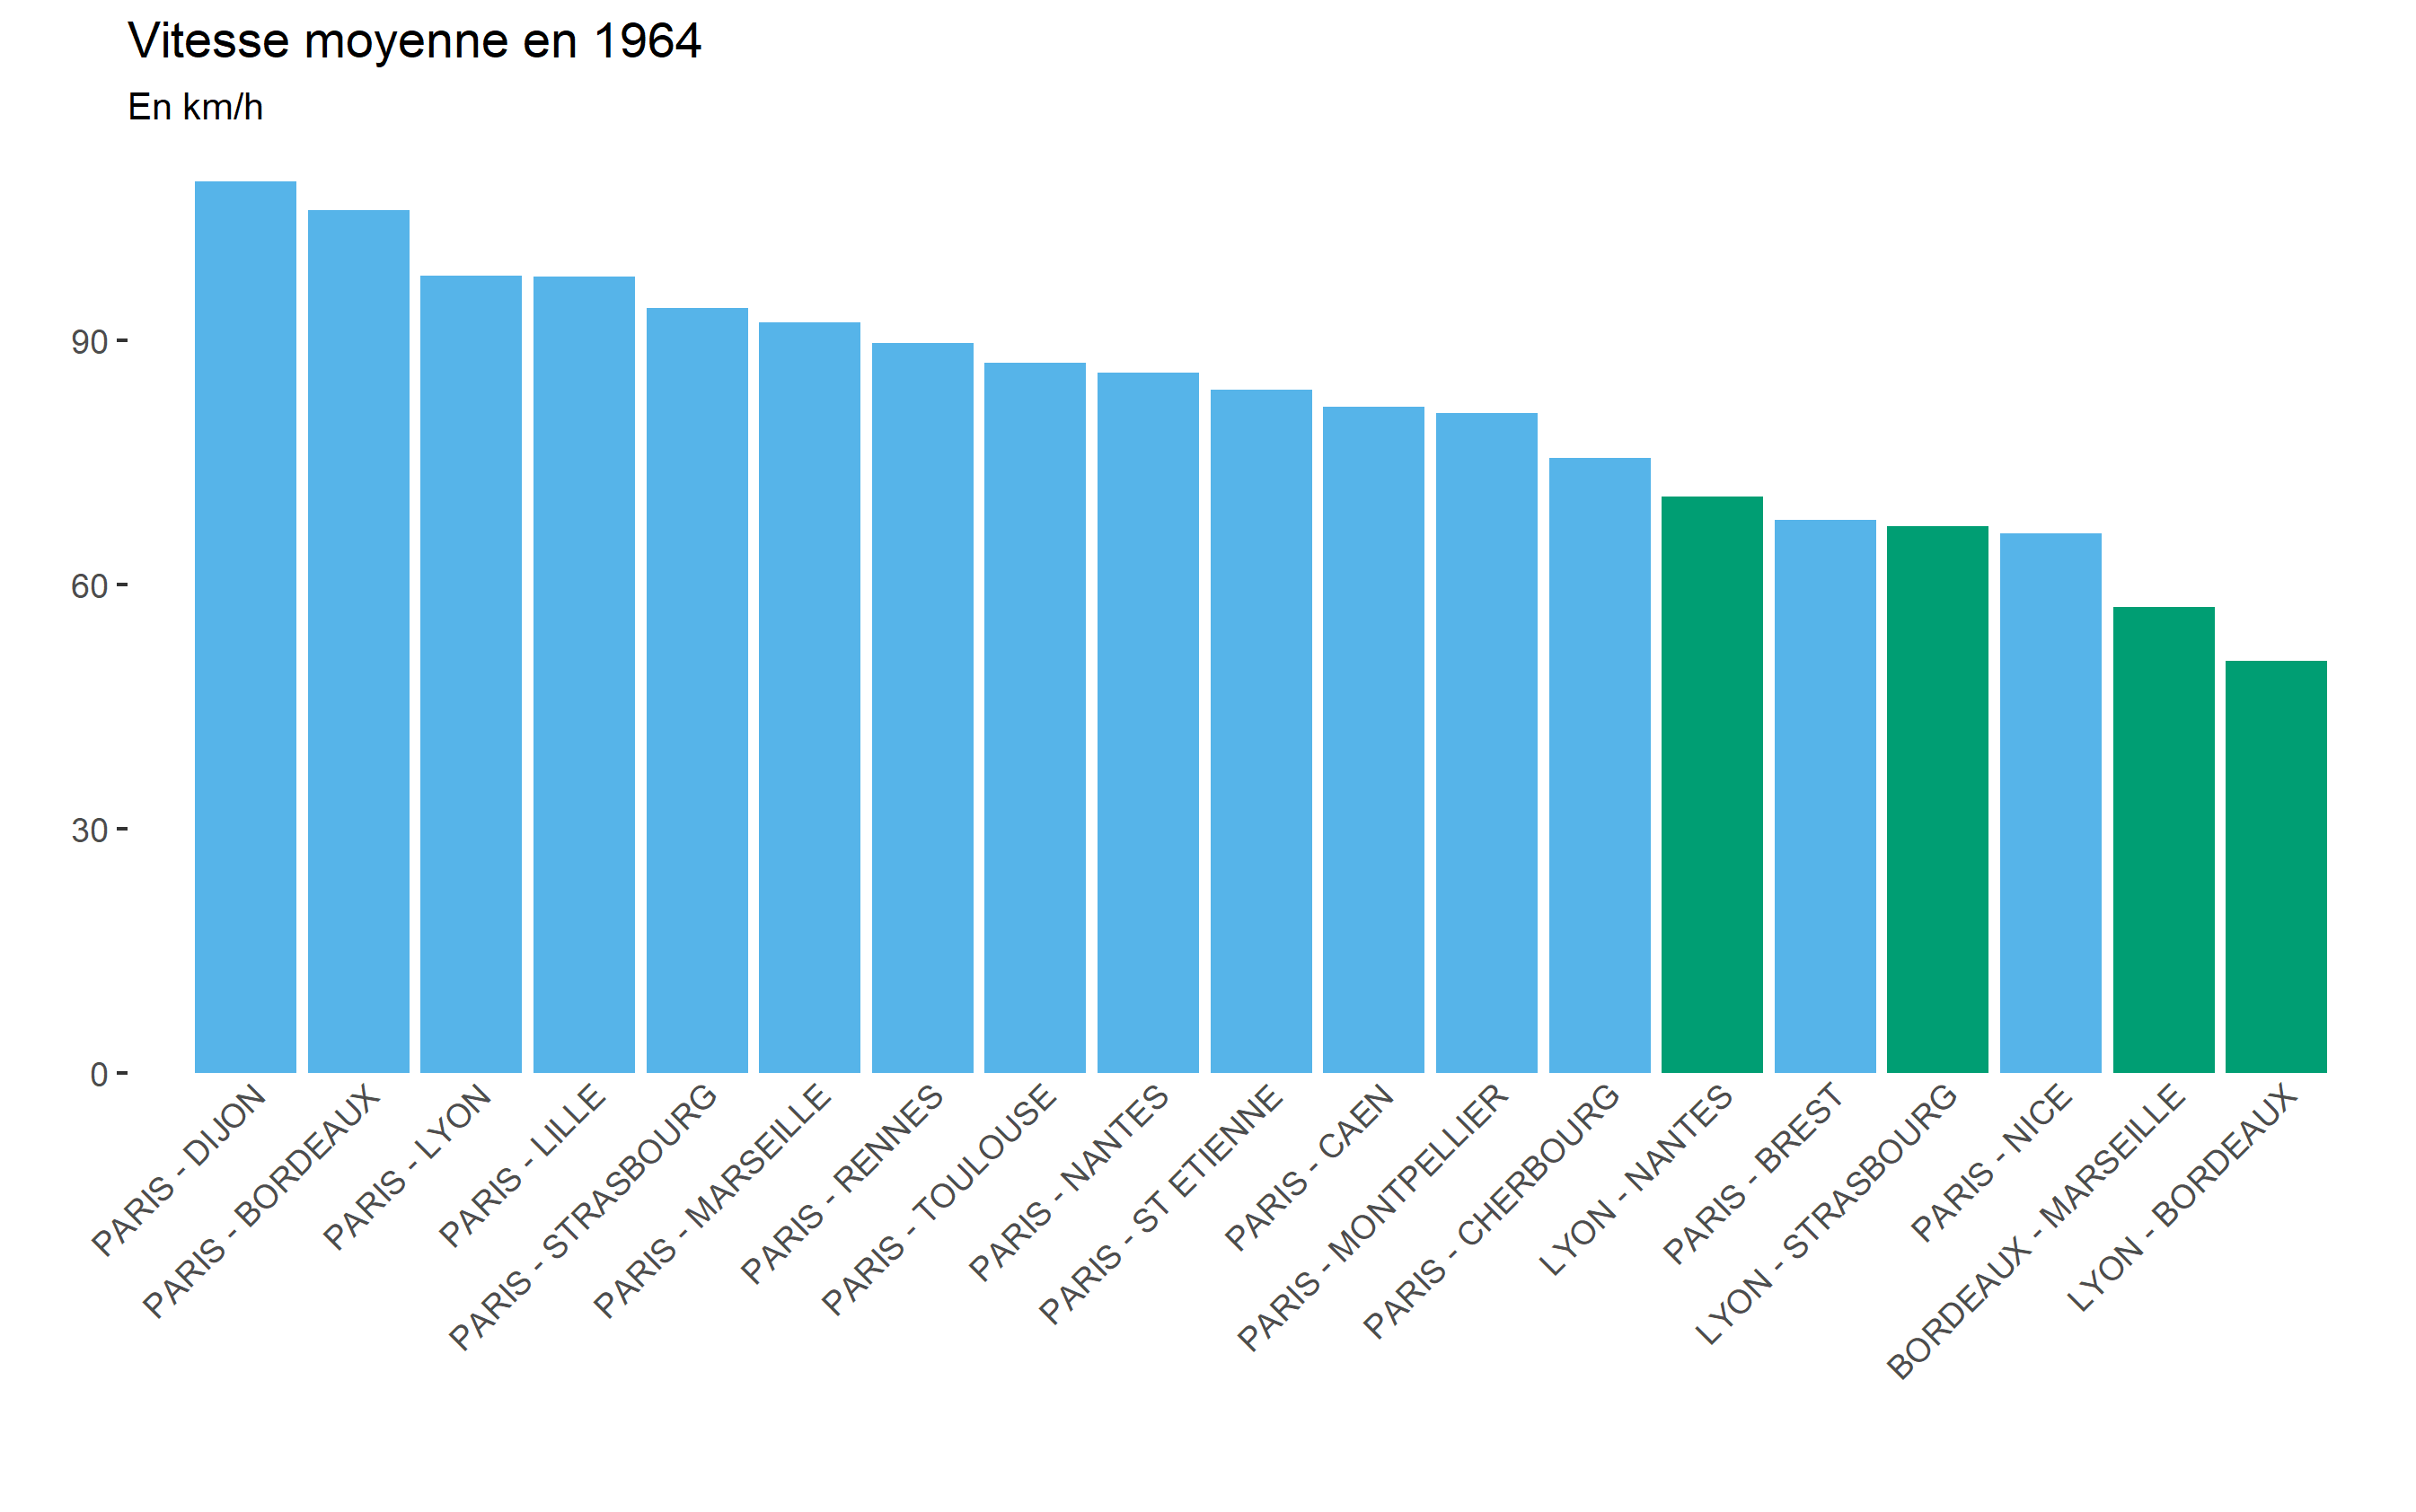 Vitesse moyenne en 1964
En km/h
90
60
30
0
PARIS - DIJON
PARIS - BORDEAUX
PARIS - LYON
PARIS - LILLE
PARIS - STRASBOURG
PARIS - MARSEILLE
PARIS - RENNES
PARIS - TOULOUSE
PARIS - NANTES
PARIS - ST ETIENNE
PARIS - CAEN
PARIS - MONTPELLIER
PARIS - CHERBOURG
LYON - NANTES
PARIS - BREST
LYON - STRASBOURG
PARIS - NICE
BORDEAUX - MARSEILLE
LYON - BORDEAUX